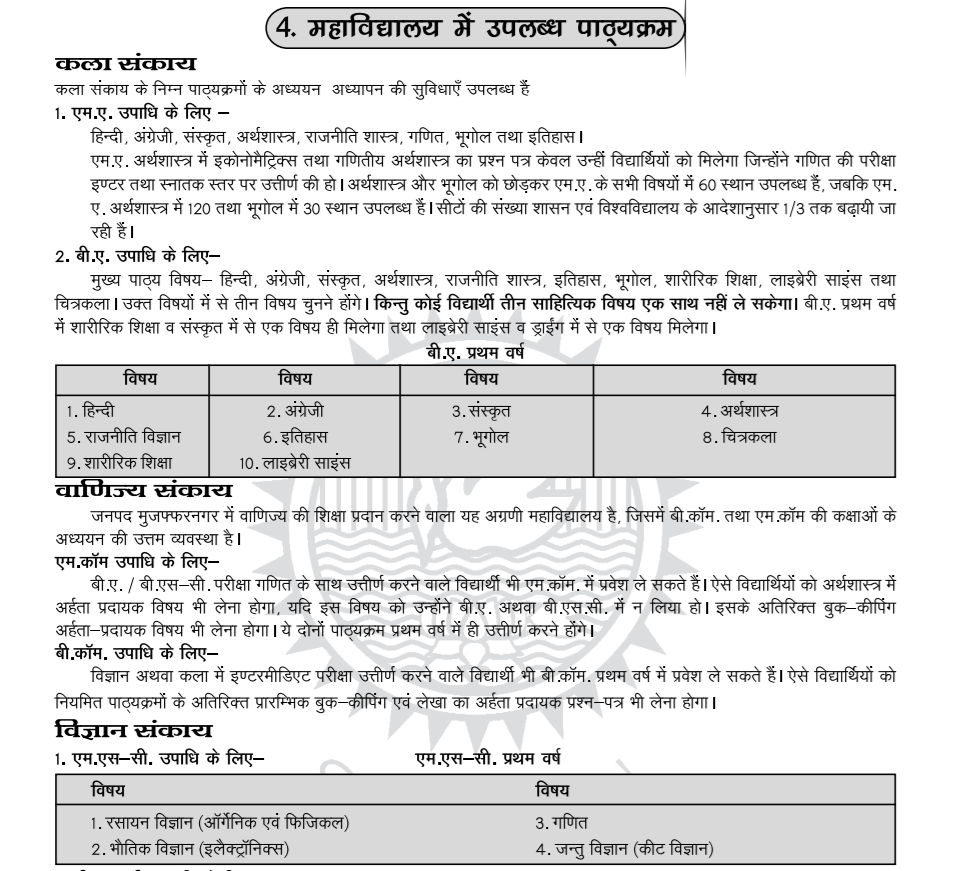 4. महाविद्यालय में उपलब्ध पाठ्यक्रम
कला संकाय
कला संकाय के निम्न पाठ्यक्रमों के अध्ययन अध्यापन की सुविधाएँ उपलब्ध हैं
1. एम.ए. उपाधि के लिए –
हिन्दी, अंग्रेजी, संस्कृत, अर्थशास्त्र, राजनीति शास्त्र, गणित, भूगोल तथा इतिहास।
एम.ए. अर्थशास्त्र में इकोनोमैट्रिक्स तथा गणितीय अर्थशास्त्र का प्रश्न पत्र केवल उन्हीं विद्यार्थियों को मिलेगा जिन्होंने गणित की परीक्षा
इण्टर तथा स्नातक स्तर पर उत्तीर्ण की हो। अर्थशास्त्र और भूगोल को छोड़कर एम.ए. के सभी विषयों में 60 स्थान उपलब्ध हैं, जबकि एम.
ए. अर्थशास्त्र में 120 तथा भूगोल में 30 स्थान उपलब्ध हैं। सीटों की संख्या शासन एवं विश्वविद्यालय के आदेशानुसार 1/3 तक बढ़ायी जा
रही हैं।
2. बी.ए. उपाधि के लिए–
मुख्य पाठ्य विषय– हिन्दी, अंग्रेजी, संस्कृत, अर्थशास्त्र, राजनीति शास्त्र, इतिहास, भूगोल, शारीरिक शिक्षा, लाइब्रेरी साइंस तथा
चित्रकला। उक्त विषयों में से तीन विषय चुनने होंगे। किन्तु कोई विद्यार्थी तीन साहित्यिक विषय एक साथ नहीं ले सकेगा। बी.ए. प्रथम वर्ष
में शारीरिक शिक्षा व संस्कृत में से एक विषय ही मिलेगा तथा लाइब्रेरी साइंस व ड्राईंग में से एक विषय मिलेगा।
बी.ए. प्रथम वर्ष
विषय विषय विषय विषय
1. हिन्दी 2. अंग्रेजी 3. संस्कृत 4. अर्थशास्त्र
5. राजनीति विज्ञान 6. इतिहास 7. भूगोल 8. चित्रकला
9. शारीरिक शिक्षा 10. लाइब्रेरी साइंस
वाणिज्य संकाय
जनपद मुजफ्फरनगर में वाणिज्य की शिक्षा प्रदान करने वाला यह अग्रणी महाविद्यालय है, जिसमें बी.कॉम. तथा एम.कॉम की कक्षाओं के
अध्ययन की उत्तम व्यवस्था है।
एम.कॉम उपाधि के लिए–
बी.ए. / बी.एस–सी. परीक्षा गणित के साथ उत्तीर्ण करने वाले विद्यार्थी भी एम.कॉम. में प्रवेश ले सकते हैं। ऐसे विद्यार्थियों को अर्थशास्त्र में
अर्हता प्रदायक विषय भी लेना होगा, यदि इस विषय को उन्होंने बी.ए. अथवा बी.एस.सी. में न लिया हो। इसके अतिरिक्त बुक–कीपिंग
अर्हता–प्रदायक विषय भी लेना होगा। ये दोनों पाठ्यक्रम प्रथम वर्ष में ही उत्तीर्ण करने होंगे।
बी.कॉम. उपाधि के लिए–
विज्ञान अथवा कला में इण्टरमीडिएट परीक्षा उत्तीर्ण करने वाले विद्यार्थी भी बी.कॉम. प्रथम वर्ष में प्रवेश ले सकते हैं। ऐसे विद्यार्थियों को
नियमित पाठ्यक्रमों के अतिरिक्त प्रारम्भिक बुक–कीपिंग एवं लेखा का अर्हता प्रदायक प्रश्न–पत्र भी लेना होगा।
विज्ञान संकाय
1. एम.एस–सी. उपाधि के लिए– एम.एस–सी. प्रथम वर्ष
विषय विषय
1. रसायन विज्ञान (ऑर्गेनिक एवं फिजिकल) 3. गणित
2. भौतिक विज्ञान (इलैक्ट्रॉनिक्स) 4. जन्तु विज्ञान (कीट विज्ञान)